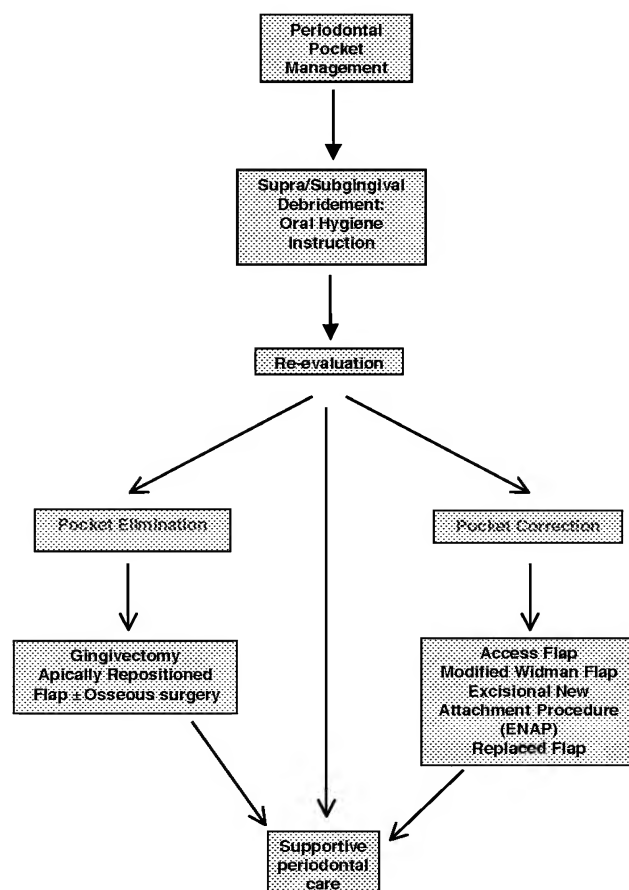 Periodontal
Pocket
Management
Supra/Subgingival
Debridement:
Oral Hygiene
Instruction
Re-evaluation
Pocket Elimination
Pocket Correction
Gingivectomy
Apically Repositioned
Flap ± Osseous surgery
Access Flap
Modified Widman Flap
Excisional New
Attachment Procedure
(ENAP)
Replaced Flap
Supportive
periodontal
care